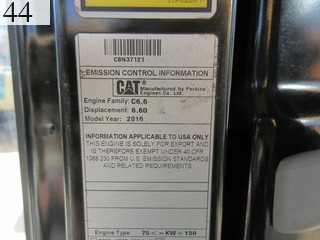 44
C8N37121
EMISSION CONTROL INFORMATION
CAT Manufactured by Perkins
Engines Co. Ltd.
Engine Family: C6.6
Displacement: 6.60
Model Year: 2016
INFORMATION APPLICABLE TO USA ONLY
THIS ENGINE IS SOLELY FOR EXPORT AND
IS THEREFORE EXEMPT UNDER 40 CFR
1068.230 FROM U.S. EMISSION STANDARDS
AND RELATED REQUIREMENTS
Engine Type 75 < = KW < 130